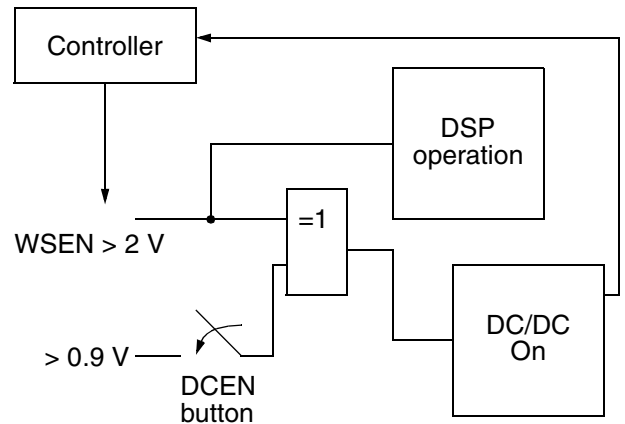 Controller
DSP
operation
=1
WSEN > 2 V
DC/DC
On
> 0.9 V
DCEN
button